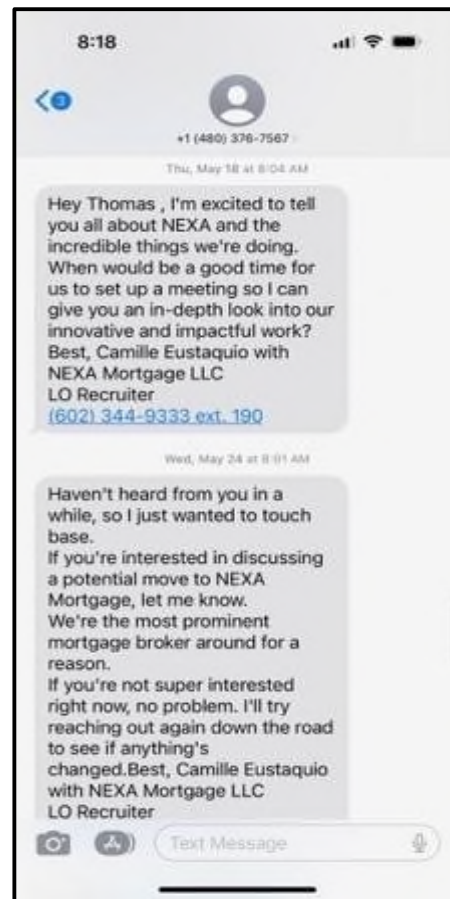 8:18
3
+1 (480) 376-7567
Thu, May 18 at 8:04 AM
Hey Thomas , I'm excited to tell
you all about NEXA and the
incredible things we're doing.
When would be a good time for
us to set up a meeting so I can
give you an in-depth look into our
innovative and impactful work?
Best, Camille Eustaquio with
NEXA Mortgage LLC
LO Recruiter
(602) 344-9333 ext. 190
Wed, May 24 at 8:01 AM
Haven't heard from you in a
while, so I just wanted to touch
base.
If you're interested in discussing
a potential move to NEXA
Mortgage, let me know.
We're the most prominent
mortgage broker around for a
reason.
If you're not super interested
right now, no problem. I'll try
reaching out again down the road
to see if anything's
changed.Best, Camille Eustaquio
with NEXA Mortgage LLC
LO Recruiter
Text Message